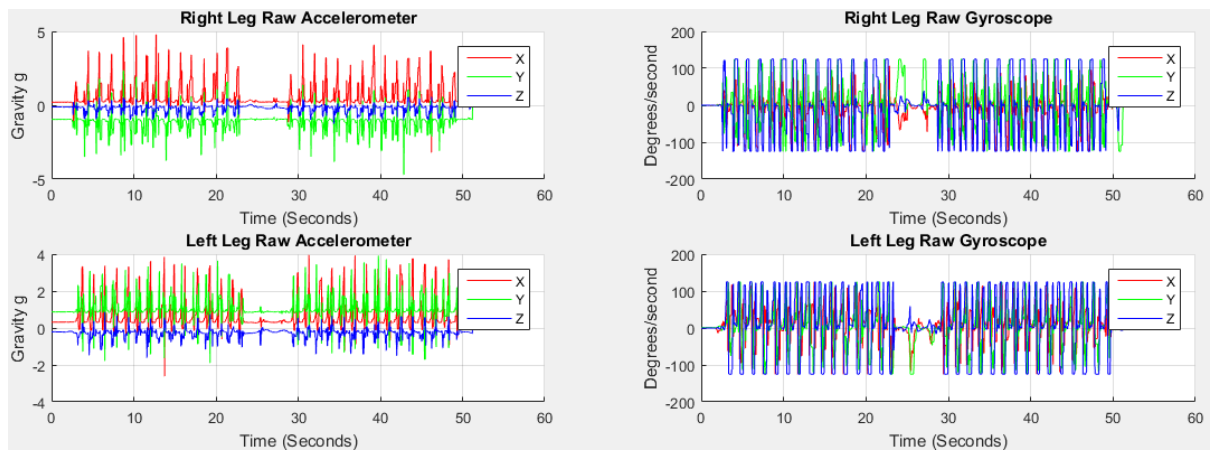 Right Leg Raw Accelerometer
5
0
-5
Gravity g
0 10 20 30 40 50 60
Time (Seconds)
X
Y
Z
Right Leg Raw Gyroscope
200
100
0
-100
-200
Degrees/second
0 10 20 30 40 50 60
Time (Seconds)
X
Y
Z
Left Leg Raw Accelerometer
4
2
0
-2
-4
Gravity g
0 10 20 30 40 50 60
Time (Seconds)
X
Y
Z
Left Leg Raw Gyroscope
200
100
0
-100
-200
Degrees/second
0 10 20 30 40 50 60
Time (Seconds)
X
Y
Z